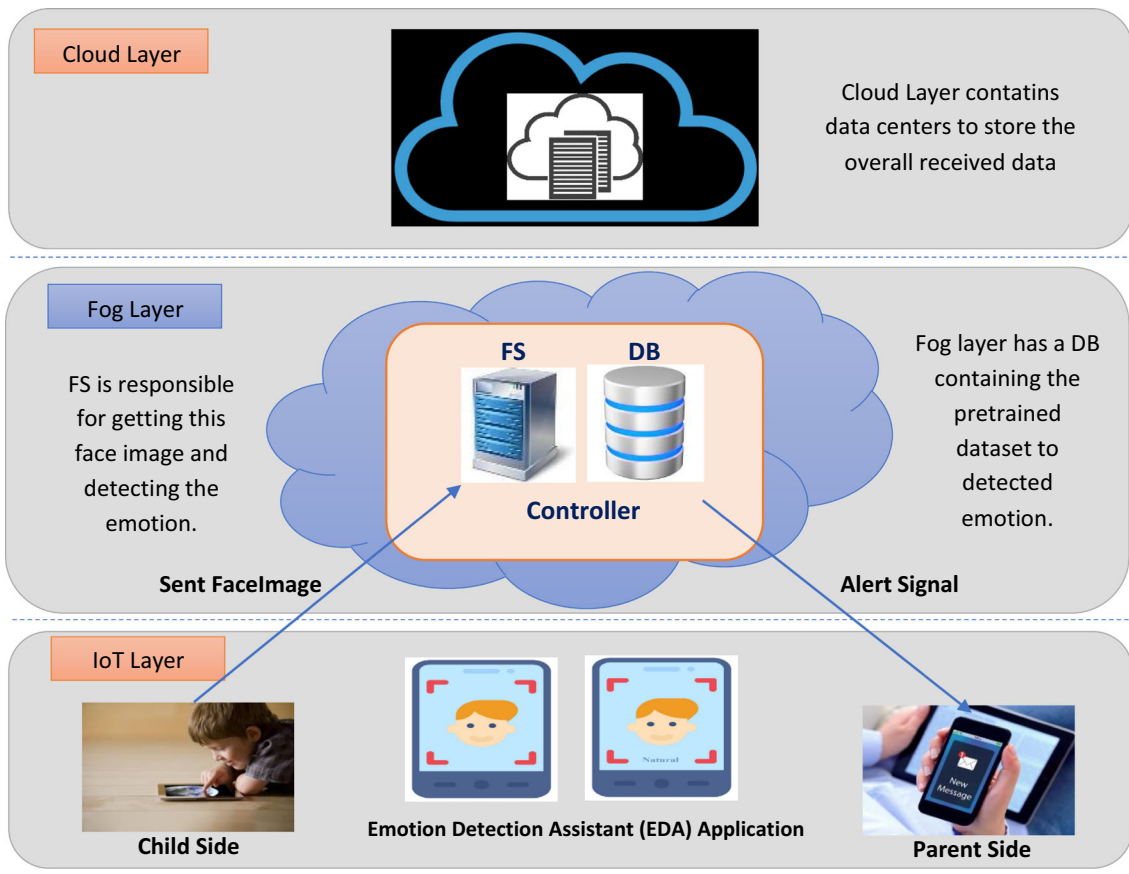 Cloud Layer
Cloud Layer contatins
data centers to store the
overall received data
Fog Layer
FS is responsible
for getting this
face image and
detecting the
emotion.
FS
DB
Controller
Fog layer has a DB
containing the
pretrained
dataset to
detected
emotion.
Sent FaceImage
Alert Signal
IoT Layer
Child Side
Natural
Emotion Detection Assistant (EDA) Application
1
New
Message
Parent Side